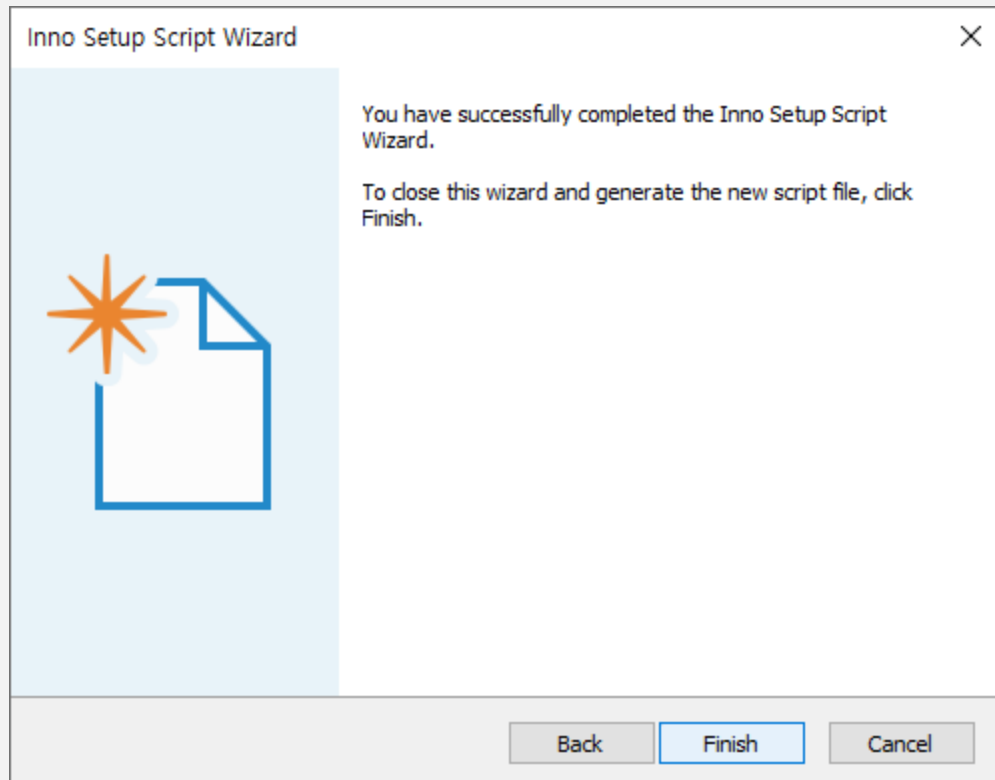 Inno Setup Script Wizard
You have successfully completed the Inno Setup Script
Wizard.
To close this wizard and generate the new script file, click
Finish.
Back
Finish
Cancel